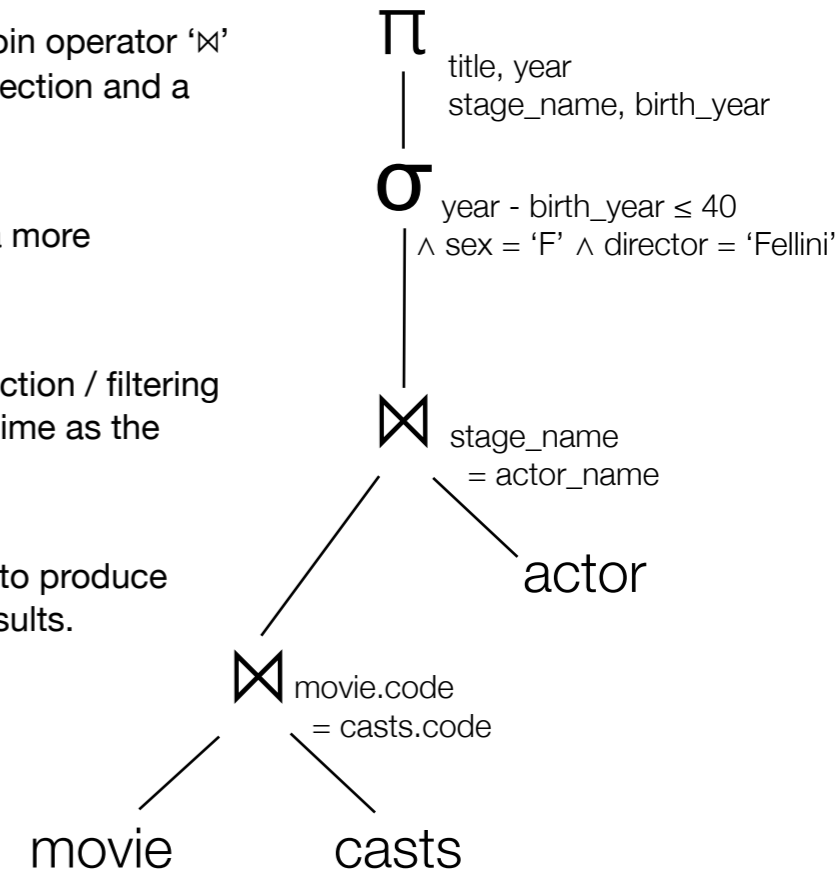 oin operator ‘⋈’
ection and a
more
ction / filtering
ime as the
to produce
sults.
π
title, year
stage_name, birth_year
σ
year - birth_year ≤ 40
∧ sex = ‘F’ ∧ director = ‘Fellini’
⋈
stage_name
= actor_name
actor
⋈
movie.code
= casts.code
movie
casts